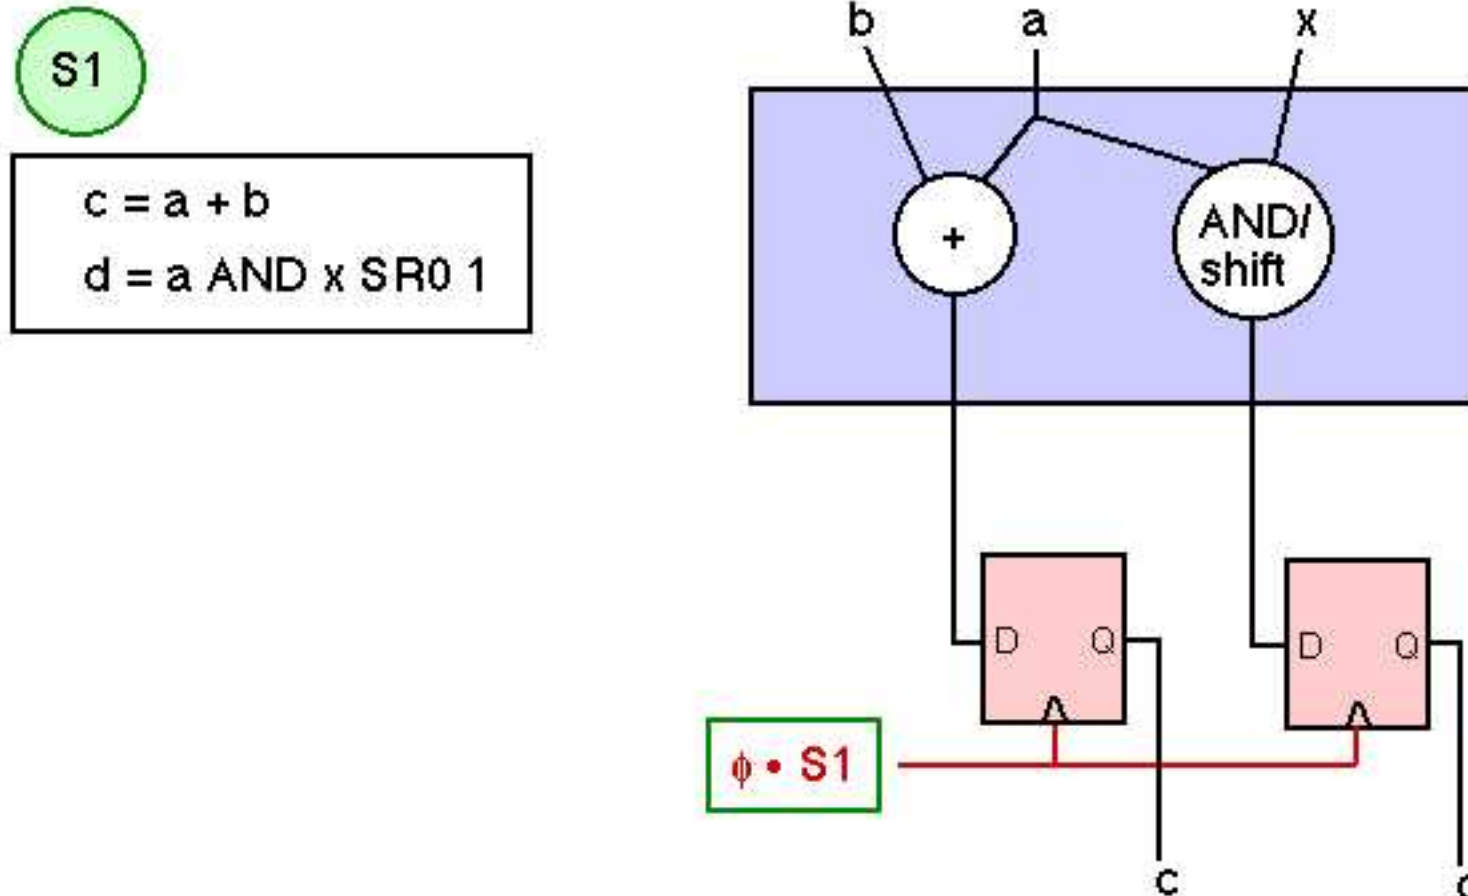 S1
c = a + b
d = a AND x SR0 1
b
a
x
+
AND/
shift
D
Q
D
Q
ϕ • S1
c